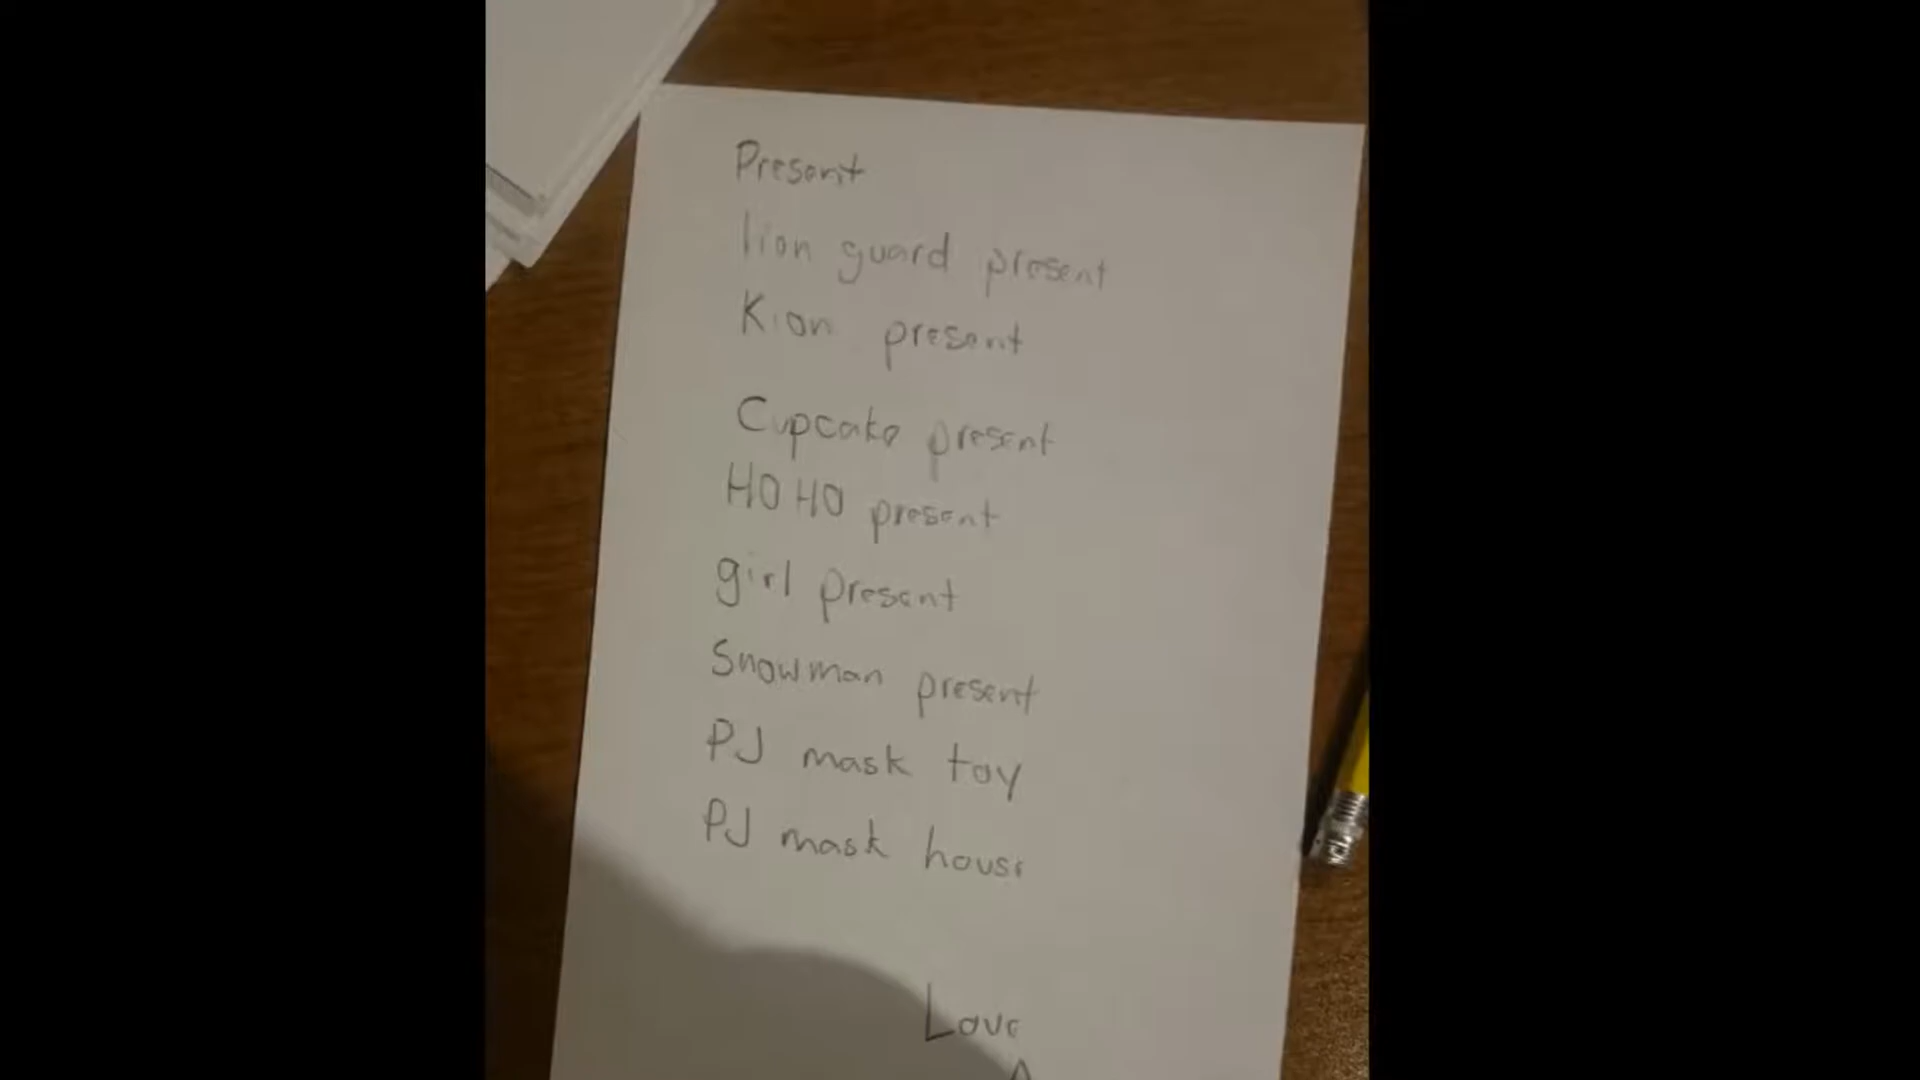 Present
lion guard present
Kion present
Cupcake present
HO HO present
girl present
Snowman present
PJ mask toy
PJ mask house
Love